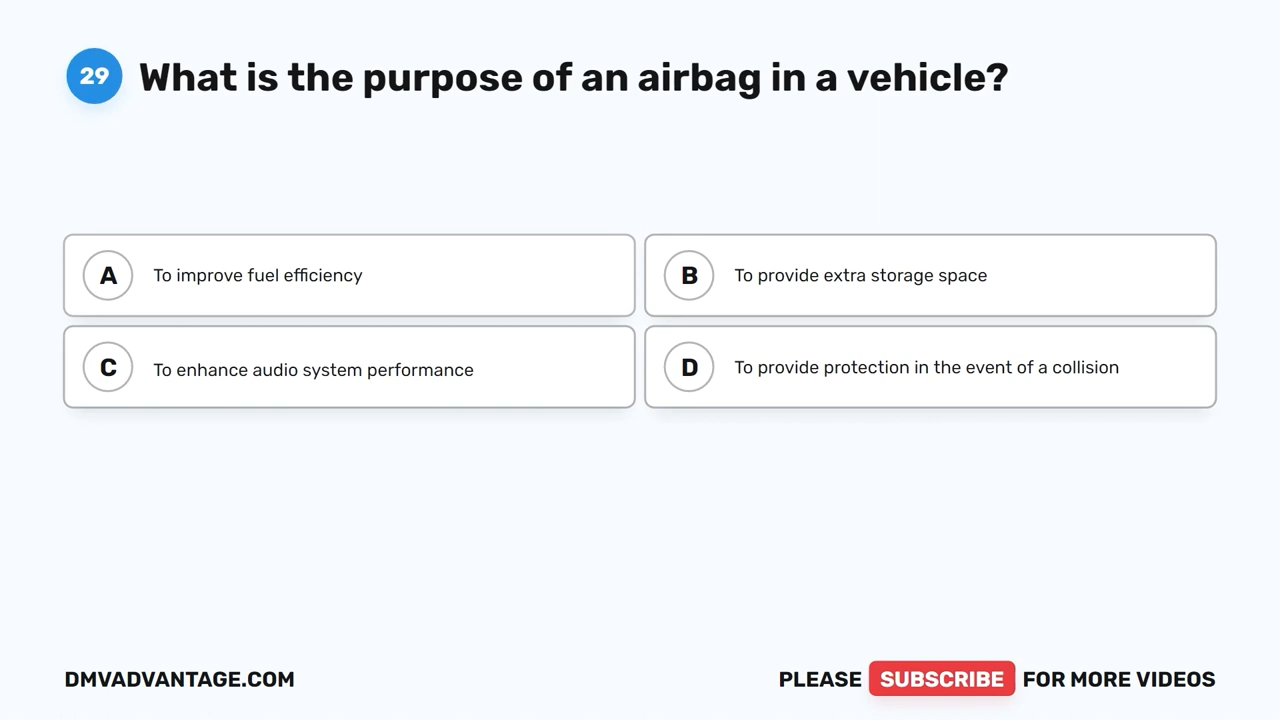 29 What is the purpose of an airbag in a vehicle?
A To improve fuel efficiency
B To provide extra storage space
C To enhance audio system performance
D To provide protection in the event of a collision
DMVADVANTAGE.COM
PLEASE SUBSCRIBE FOR MORE VIDEOS